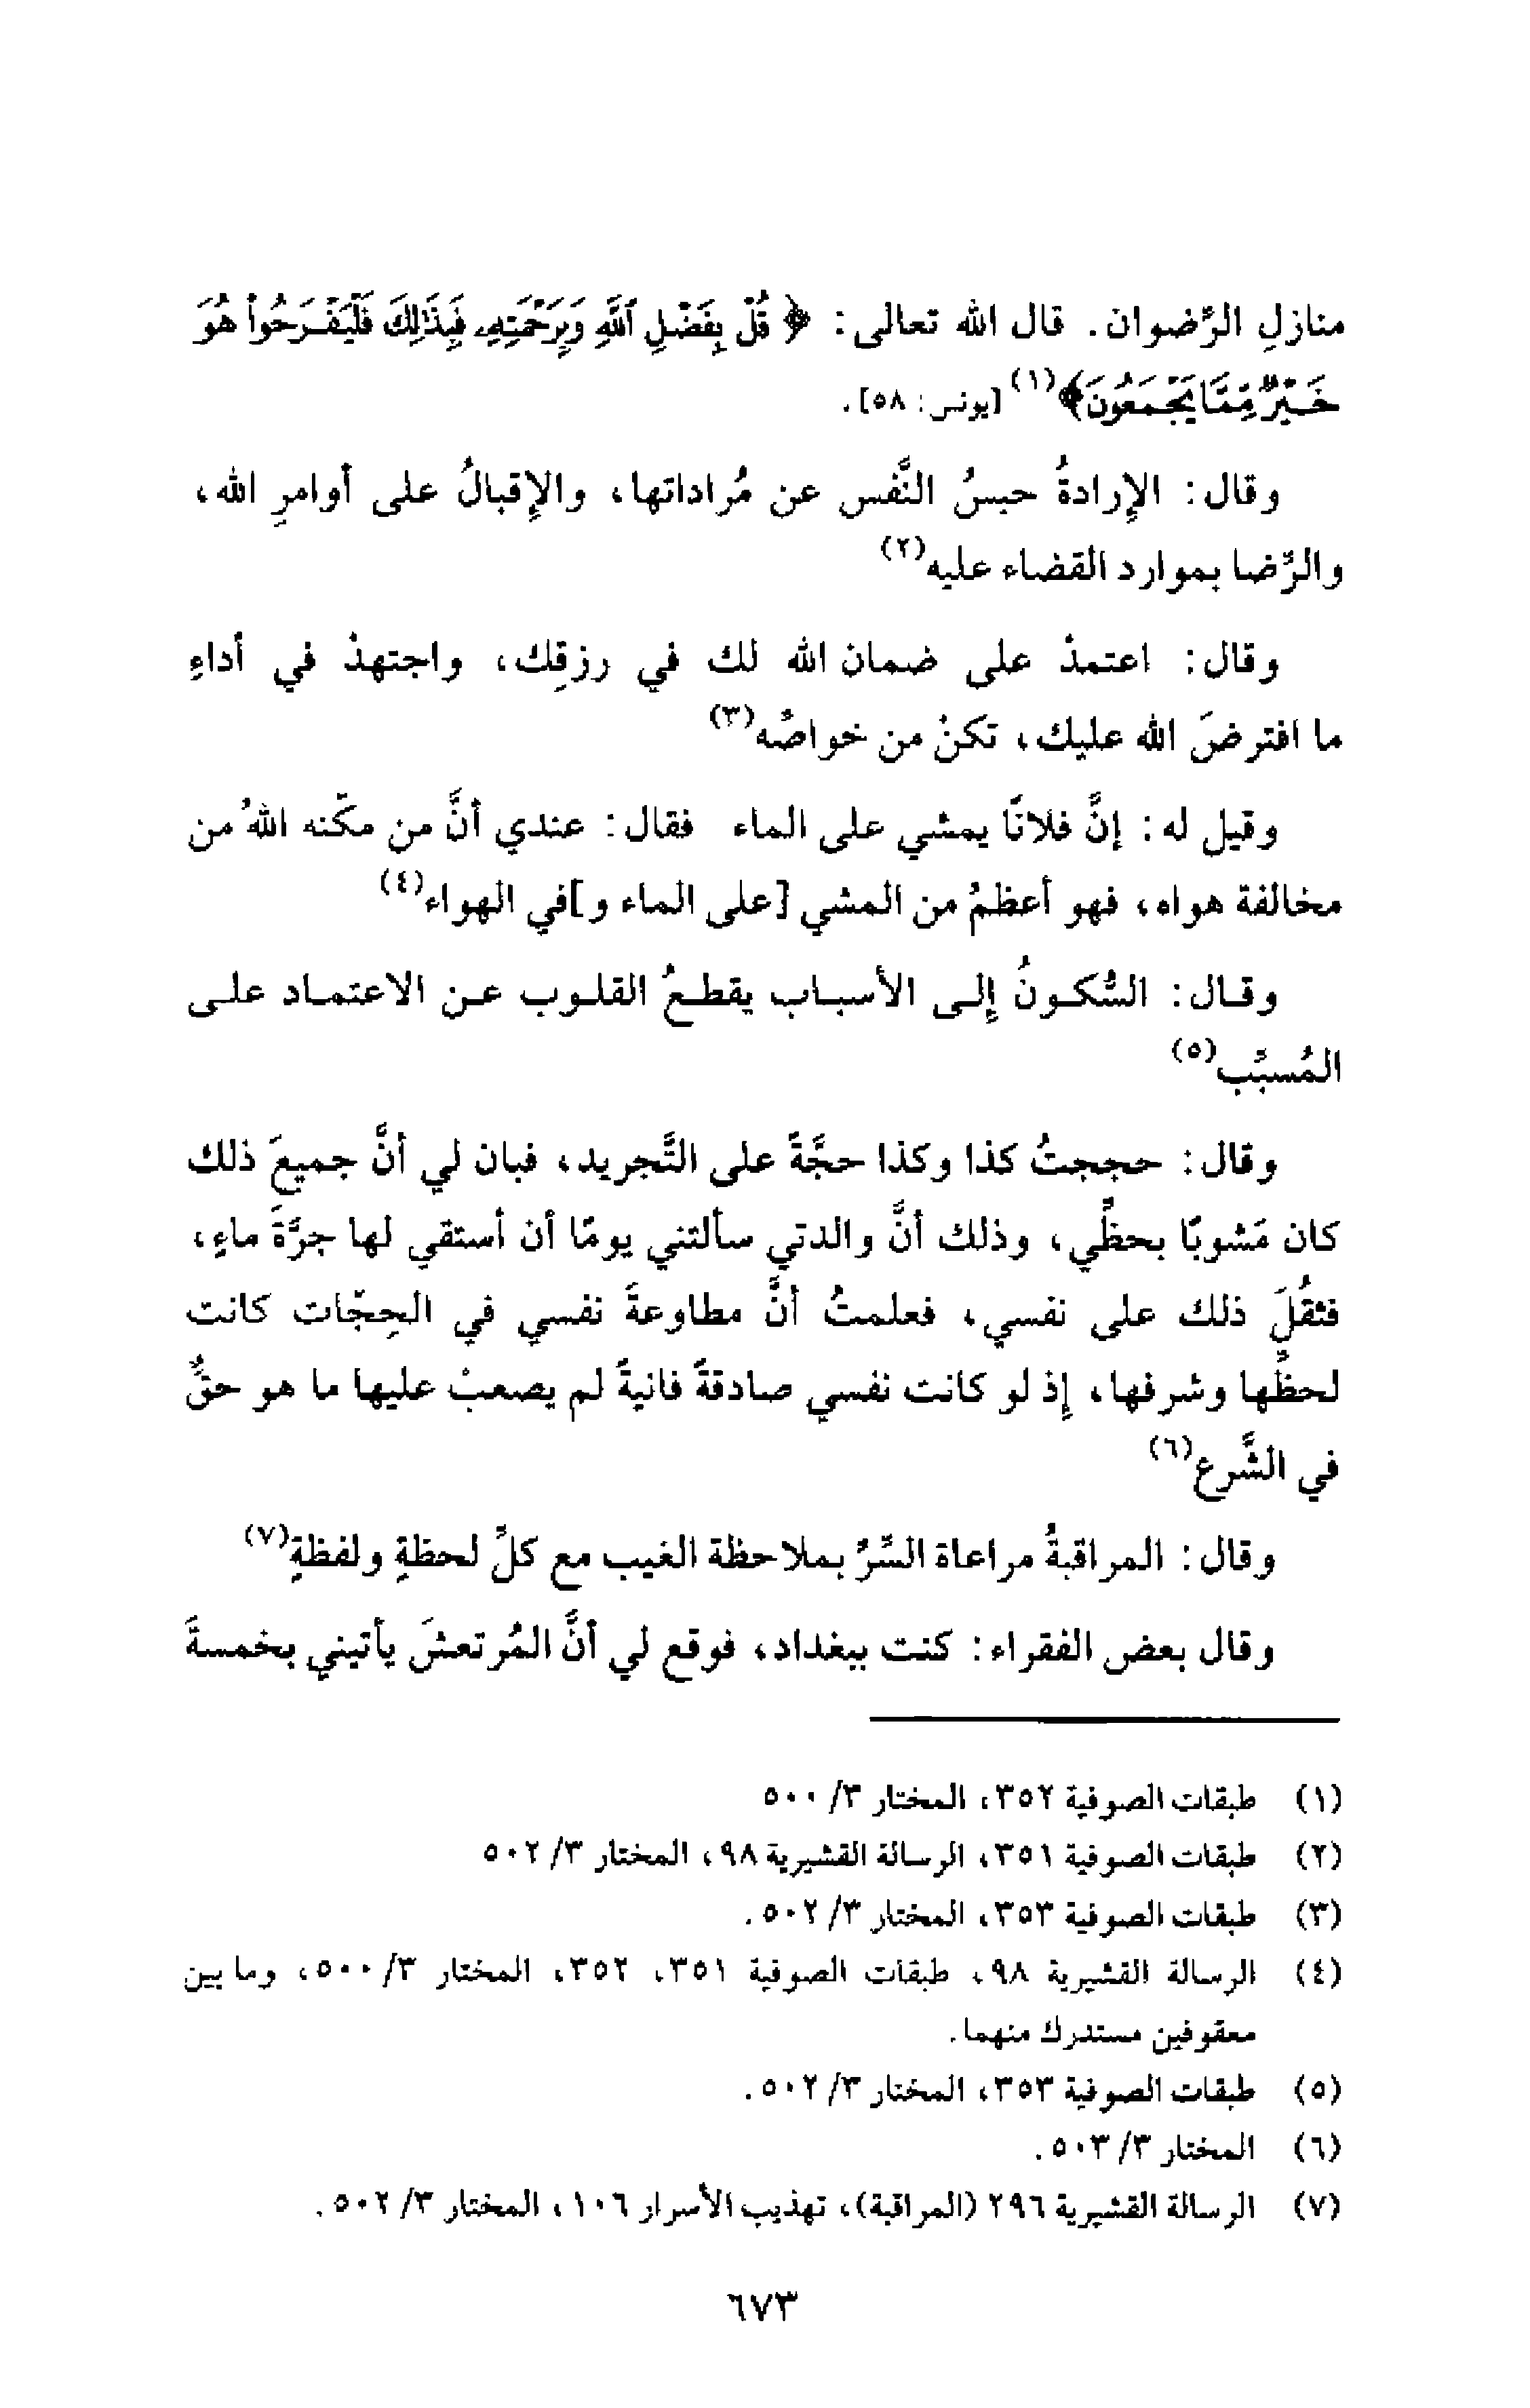 منازلِ الرِّضوان. قال الله تعالى: ﴿قُلْ بِفَضْلِ ٱللَّهِ وَبِرَحْمَتِهِۦ فَبِذَٰلِكَ فَلْيَفْرَحُوا۟ هُوَ
خَيْرٌ مِّمَّا يَجْمَعُونَ﴾(١) [يونس: ٥٨].
وقال: الإرادةُ حبسُ النَّفس عن مُراداتها، والإقبالُ على أوامرِ الله،
والرِّضا بموارد القضاء عليه(٢)
وقال: اعتمدْ على ضمان الله لك في رزقِك، واجتهدْ في أداءِ
ما افترضَ الله عليك، تكنْ من خواصِّه(٣)
وقيل له: إنَّ فلانًا يمشي على الماء فقال: عندي أنَّ من مكّنه اللهُ من
مخالفة هواه، فهو أعظمُ من المشي [على الماء و]في الهواء(٤)
وقال: السُّكونُ إلى الأسباب يقطعُ القلوب عن الاعتماد على
المُسبِّب(٥)
وقال: حججتُ كذا وكذا حجَّةً على التَّجريد، فبان لي أنَّ جميعَ ذلك
كان مَشوبًا بحظِّي، وذلك أنَّ والدتي سألتني يومًا أن أستقي لها جرَّةَ ماءٍ،
فثقُلَ ذلك على نفسي، فعلمتُ أنَّ مطاوعةَ نفسي في الحِجّات كانت
لحظِّها وشرفها، إذ لو كانت نفسي صادقةً فانيةً لم يصعبْ عليها ما هو حقٌّ
في الشَّرع(٦)
وقال: المراقبةُ مراعاة السِّرِّ بملاحظة الغيب مع كلِّ لحظةٍ ولفظةٍ(٧)
وقال بعض الفقراء: كنت ببغداد، فوقع لي أنَّ المُرتعشَ يأتيني بخمسةَ
(١) طبقات الصوفية ٣٥٢، المختار ٣/ ٥٠٠
(٢) طبقات الصوفية ٣٥١، الرسالة القشيرية ٩٨، المختار ٣/ ٥٠٢
(٣) طبقات الصوفية ٣٥٣، المختار ٣/ ٥٠٢.
(٤) الرسالة القشيرية ٩٨، طبقات الصوفية ٣٥١، ٣٥٢، المختار ٣/ ٥٠٠، وما بين
معقوفين مستدرك منهما.
(٥) طبقات الصوفية ٣٥٣، المختار ٣/ ٥٠٢.
(٦) المختار ٣/ ٥٠٣.
(٧) الرسالة القشيرية ٢٩٦ (المراقبة)، تهذيب الأسرار ١٠٦، المختار ٣/ ٥٠٢.
٦٧٣